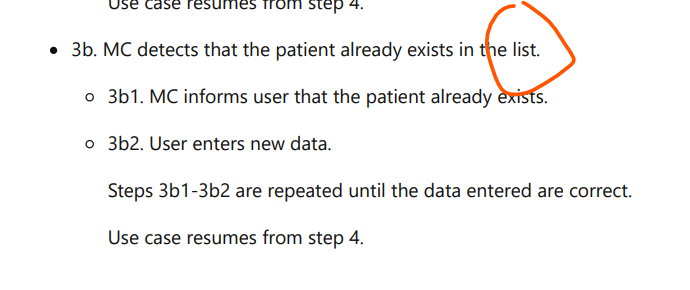 Use case resumes from step 4.
3b. MC detects that the patient already exists in the list.
3b1. MC informs user that the patient already exists.
3b2. User enters new data.
Steps 3b1-3b2 are repeated until the data entered are correct.
Use case resumes from step 4.